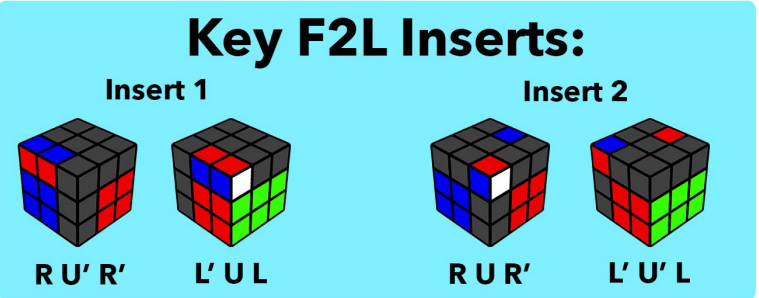 Key F2L Inserts:
Insert 1
Insert 2
R U' R'
L' U L
R U R'
L' U' L